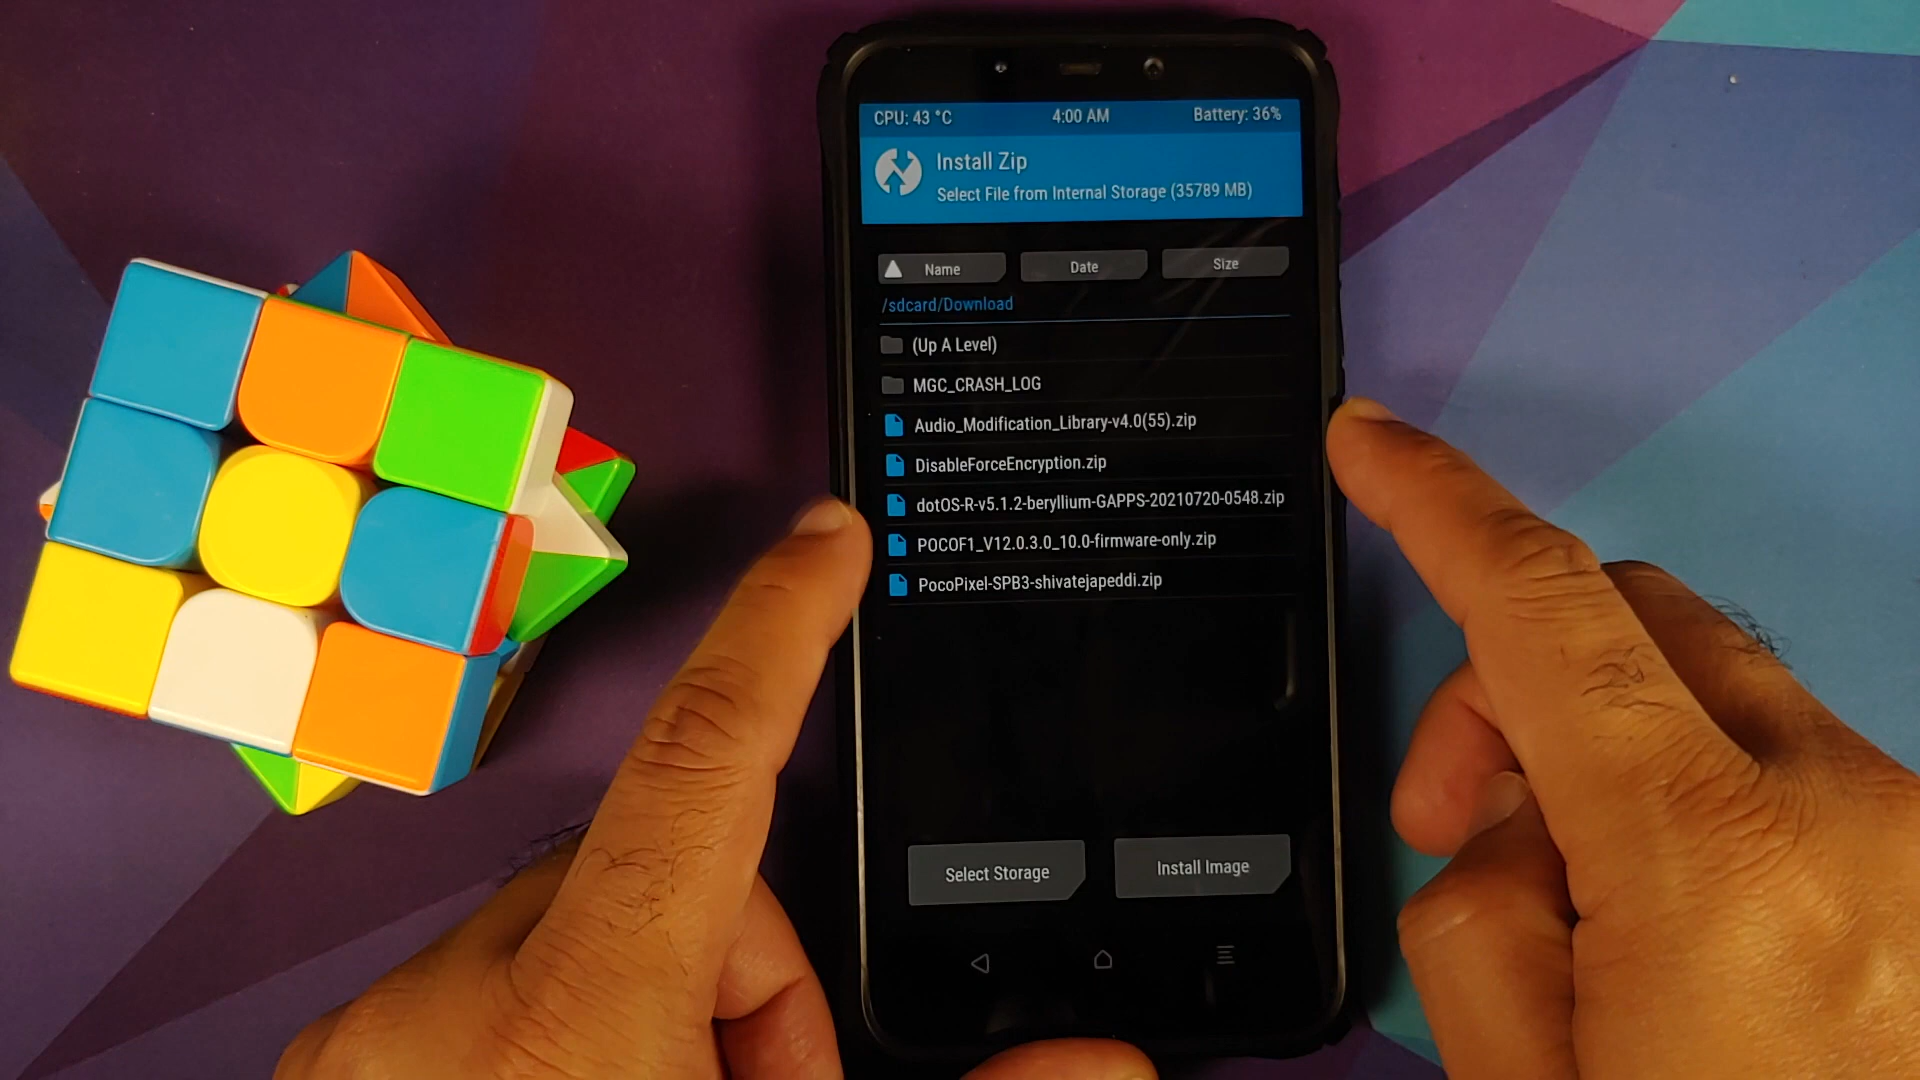 CPU: 43 °C 4:00 AM Battery: 36%
Install Zip
Select File from Internal Storage (35789 MB)
Name Date Size
/sdcard/Download
(Up A Level)
MGC_CRASH_LOG
Audio_Modification_Library-v4.0(55).zip
DisableForceEncryption.zip
dotOS-R-v5.1.2-beryllium-GAPPS-20210720-0548.zip
POCOF1_V12.0.3.0_10.0-firmware-only.zip
PocoPixel-SPB3-shivatejapeddi.zip
Select Storage Install Image